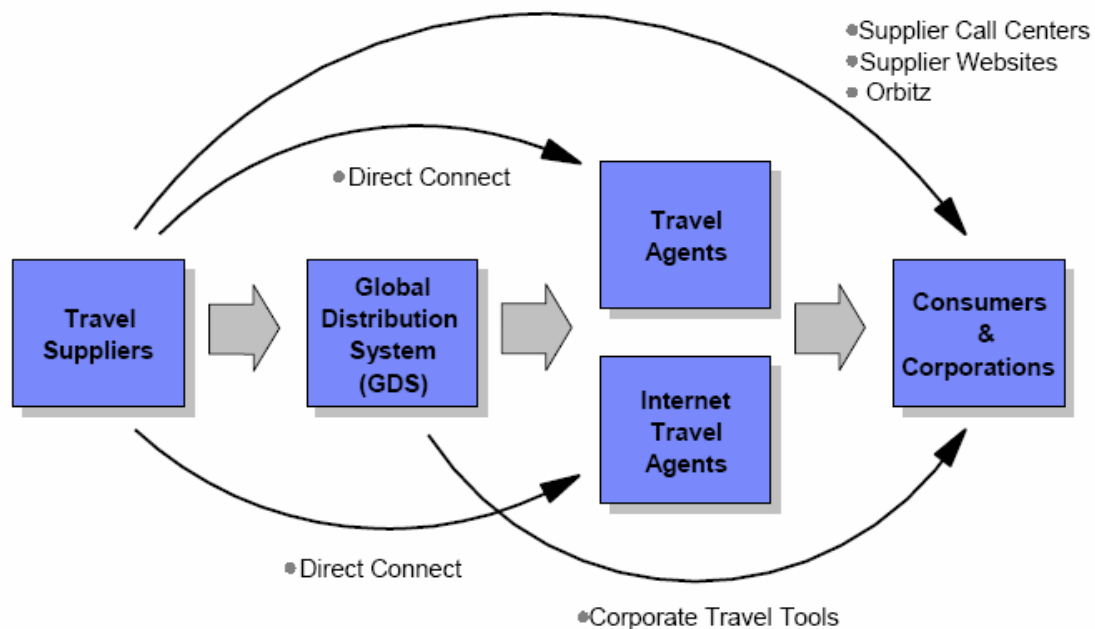 Supplier Call Centers
Supplier Websites
Orbitz
Direct Connect
Travel
Agents
Travel
Suppliers
Global
Distribution
System
(GDS)
Consumers
&
Corporations
Internet
Travel
Agents
Direct Connect
Corporate Travel Tools